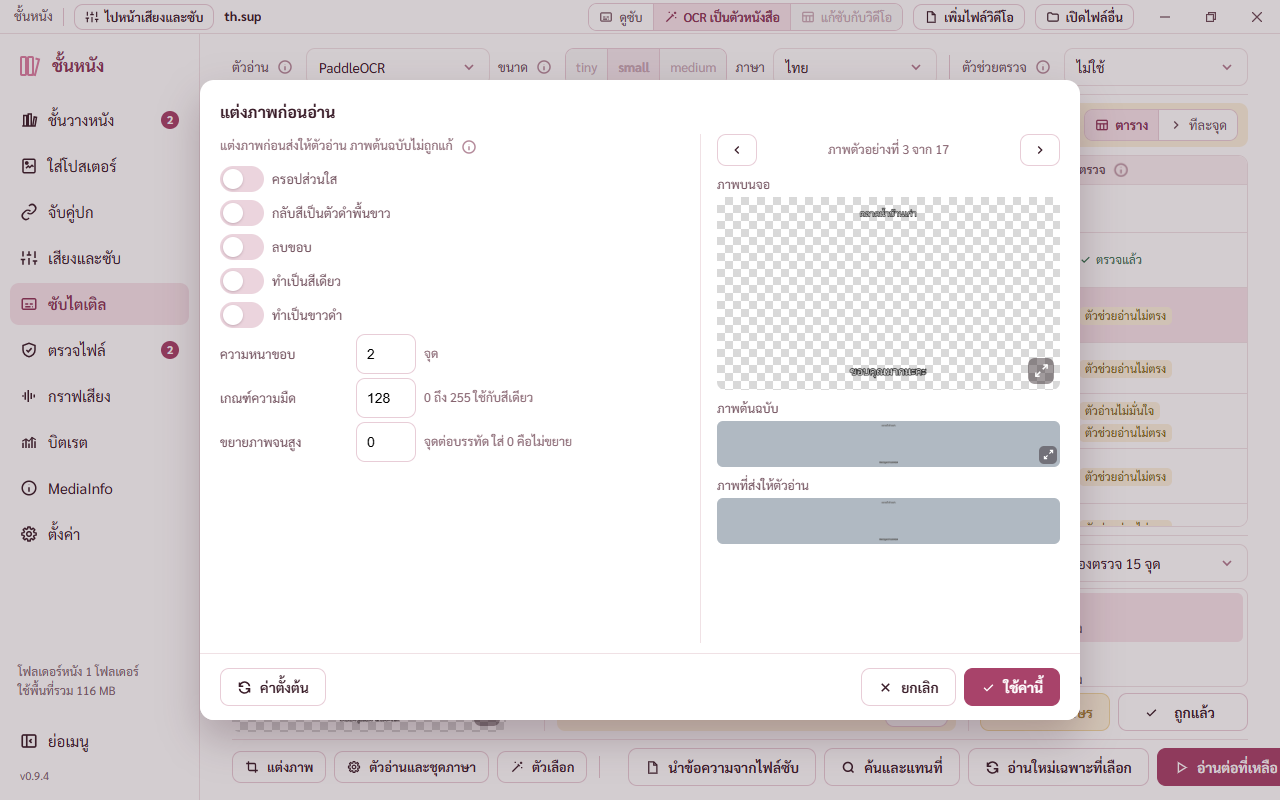 ชั้นหนัง
ไปหน้าเสียงและซับ
th.sup
ดูซับ
OCR เป็นตัวหนังสือ
แก้ซับกับวิดีโอ
เพิ่มไฟล์วิดีโอ
เปิดไฟล์อื่น
ชั้นหนัง
ตัวอ่าน
PaddleOCR
ขนาด
tiny
small
medium
ภาษา
ไทย
ตัวช่วยตรวจ
ไม่ใช้
ชั้นวางหนัง
2
ใส่โปสเตอร์
จับคู่ปก
เสียงและซับ
ซับไตเติล
ตรวจไฟล์
2
กราฟเสียง
บิตเรต
MediaInfo
ตั้งค่า
โฟลเดอร์หนัง 1 โฟลเดอร์
ใช้พื้นที่รวม 116 MB
ย่อเมนู
v0.9.4
แต่งภาพก่อนอ่าน
แต่งภาพก่อนส่งให้ตัวอ่าน ภาพต้นฉบับไม่ถูกแก้
ครอปส่วนใส
กลับสีเป็นตัวดำพื้นขาว
ลบขอบ
ทำเป็นสีเดียว
ทำเป็นขาวดำ
ความหนาขอบ
2
จุด
เกณฑ์ความมืด
128
0 ถึง 255 ใช้กับสีเดียว
ขยายภาพจนสูง
0
จุดต่อบรรทัด ใส่ 0 คือไม่ขยาย
ภาพตัวอย่างที่ 3 จาก 17
ภาพบนจอ
ขอบคุณมากนะคะ
ภาพต้นฉบับ
ภาพที่ส่งให้ตัวอ่าน
ค่าตั้งต้น
ยกเลิก
ใช้ค่านี้
ตาราง
ทีละจุด
ตรวจ
ตรวจแล้ว
ตัวช่วยอ่านไม่ตรง
ตัวช่วยอ่านไม่ตรง
ตัวอ่านไม่มั่นใจ
ตัวช่วยอ่านไม่ตรง
ตัวช่วยอ่านไม่ตรง
องตรวจ 15 จุด
ถูกแล้ว
แต่งภาพ
ตัวอ่านและชุดภาษา
ตัวเลือก
นำข้อความจากไฟล์ซับ
ค้นและแทนที่
อ่านใหม่เฉพาะที่เลือก
อ่านต่อที่เหลือ